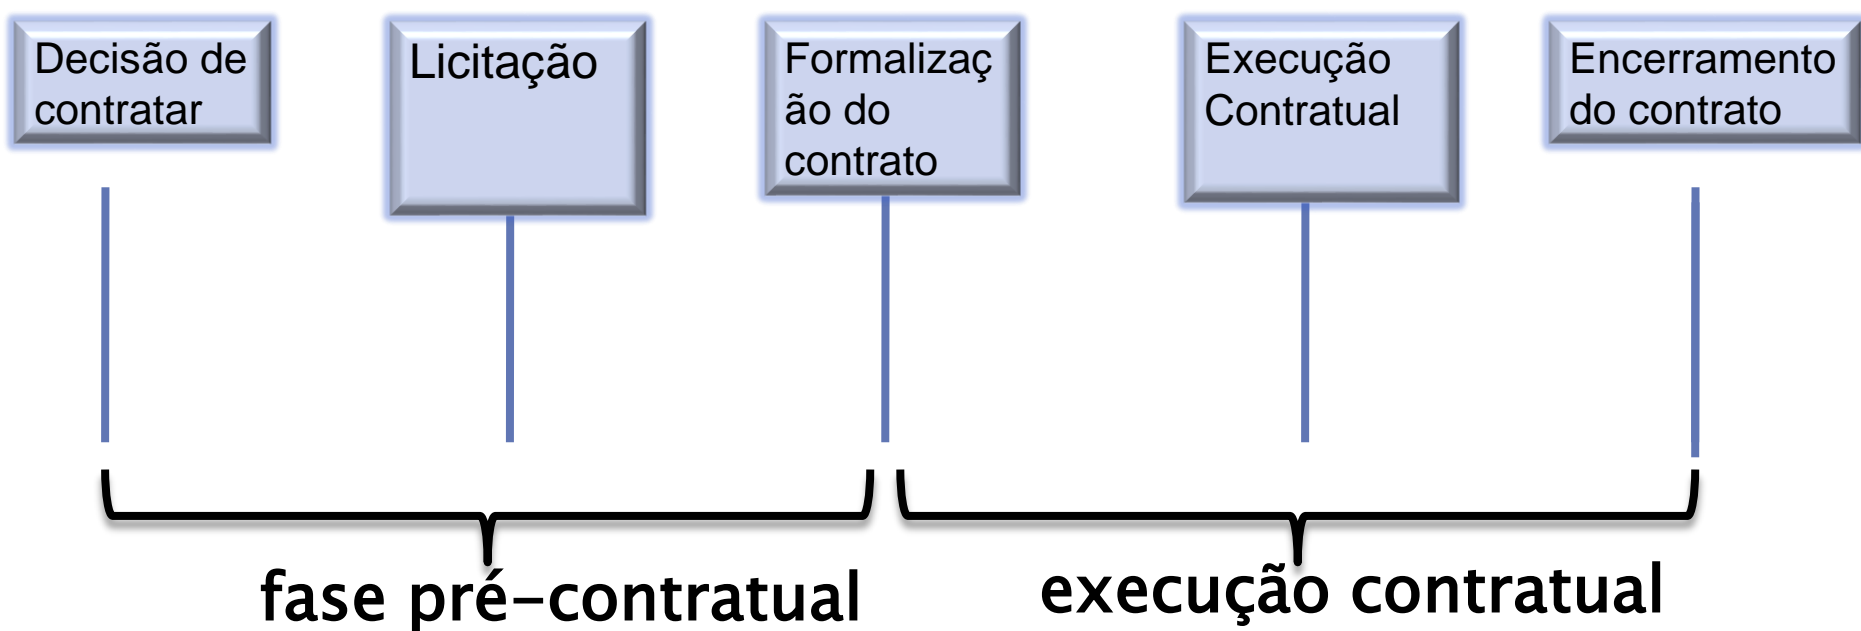 Decisão de
contratar
Licitação
Formalizaç
ão do
contrato
Execução
Contratual
Encerramento
do contrato
fase pré-contratual
execução contratual